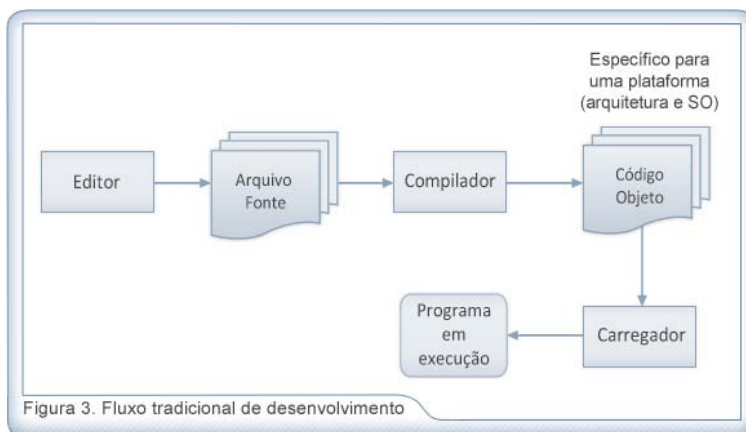 Específico para
uma plataforma
(arquitetura e SO)
Editor
Arquivo
Fonte
Compilador
Código
Objeto
Programa
em
execução
Carregador
Figura 3. Fluxo tradicional de desenvolvimento